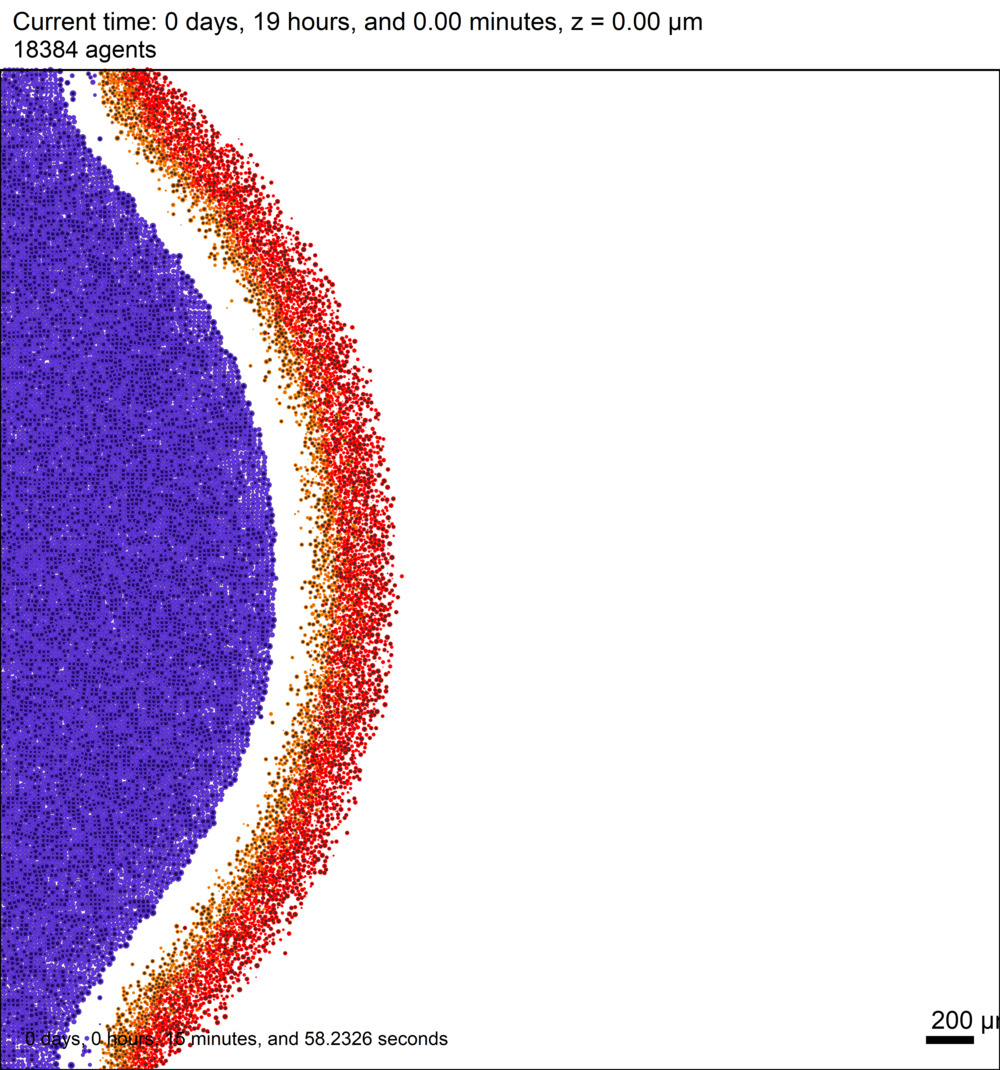 Current time: 0 days, 19 hours, and 0.00 minutes, z = 0.00 μm
18384 agents
200 μm
0 days, 0 hours, 15 minutes, and 58.2326 seconds